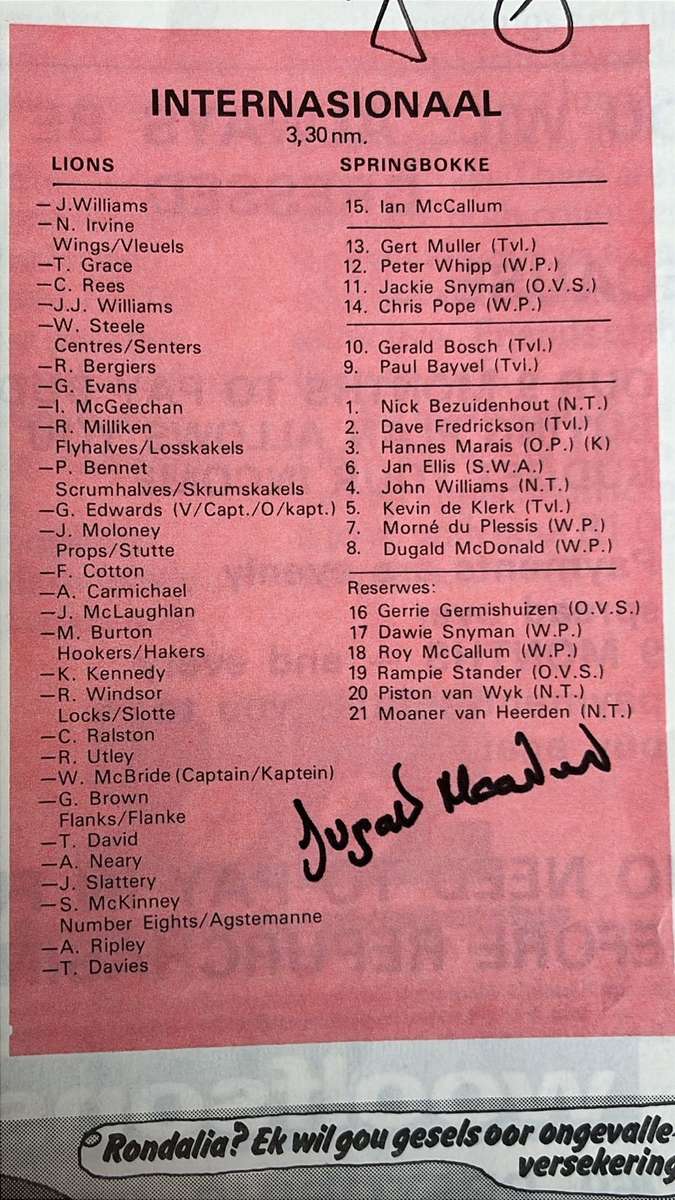 INTERNASIONAAL
3,30 nm.
LIONS
— J.Williams
— N. Irvine
Wings/Vleuels
— T. Grace
— C. Rees
— J.J. Williams
— W. Steele
Centres/Senters
— R. Bergiers
— G. Evans
— I. McGeechan
— R. Milliken
Flyhalves/Losskakels
— P. Bennet
Scrumhalves/Skrumskakels
— G. Edwards (V/Capt./O/kapt.)
— J. Moloney
Props/Stutte
— F. Cotton
— A. Carmichael
— J. McLaughlan
— M. Burton
Hookers/Hakers
— K. Kennedy
— R. Windsor
Locks/Slotte
— C. Ralston
— R. Utley
— W. McBride (Captain/Kaptein)
— G. Brown
Flanks/Flanke
— T. David
— A. Neary
— J. Slattery
— S. McKinney
Number Eights/Agstemanne
— A. Ripley
— T. Davies
SPRINGBOKKE
15. Ian McCallum
13. Gert Muller (Tvl.)
12. Peter Whipp (W.P.)
11. Jackie Snyman (O.V.S.)
14. Chris Pope (W.P.)
10. Gerald Bosch (Tvl.)
9. Paul Bayvel (Tvl.)
1. Nick Bezuidenhout (N.T.)
2. Dave Fredrickson (Tvl.)
3. Hannes Marais (O.P.) (K)
6. Jan Ellis (S.W.A.)
4. John Williams (N.T.)
5. Kevin de Klerk (Tvl.)
7. Morné du Plessis (W.P.)
8. Dugald McDonald (W.P.)
Reserwes:
16 Gerrie Germishuizen (O.V.S.)
17 Dawie Snyman (W.P.)
18 Roy McCallum (W.P.)
19 Rampie Stander (O.V.S.)
20 Piston van Wyk (N.T.)
21 Moaner van Heerden (N.T.)
Rondalia? Ek wil gou gesels oor ongevalle-
versekering